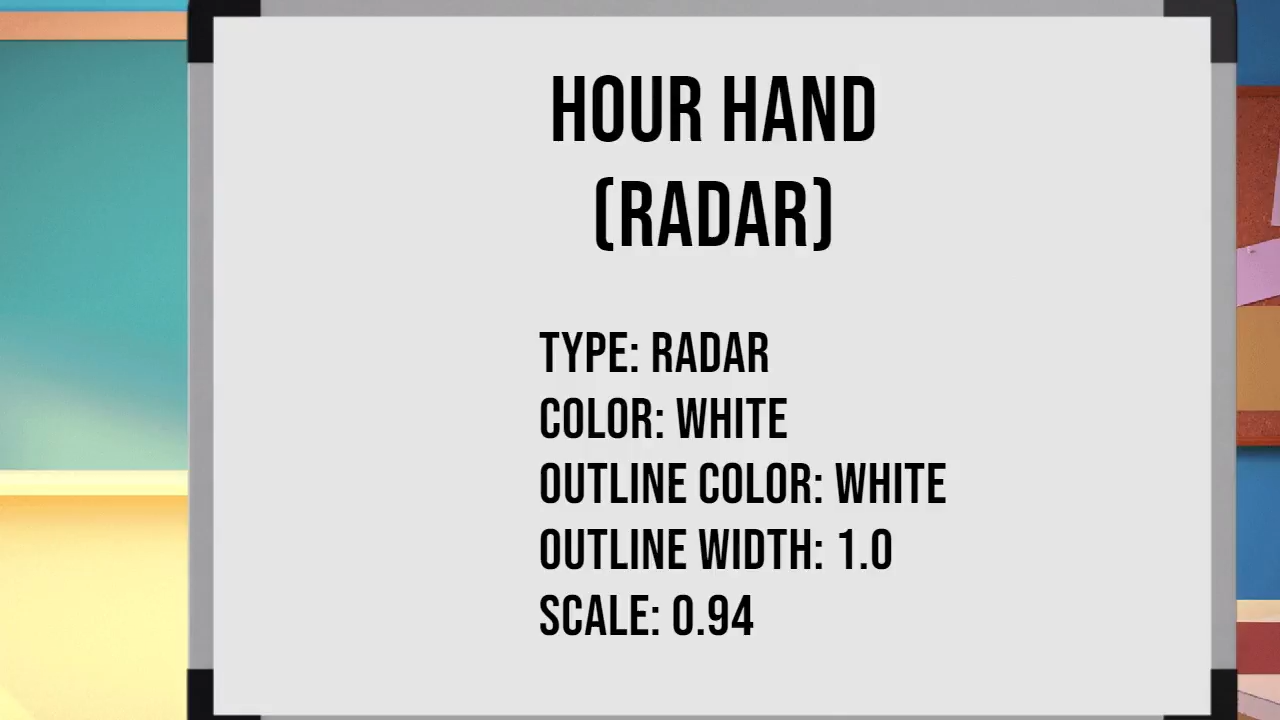 HOUR HAND
(RADAR)
TYPE: RADAR
COLOR: WHITE
OUTLINE COLOR: WHITE
OUTLINE WIDTH: 1.0
SCALE: 0.94